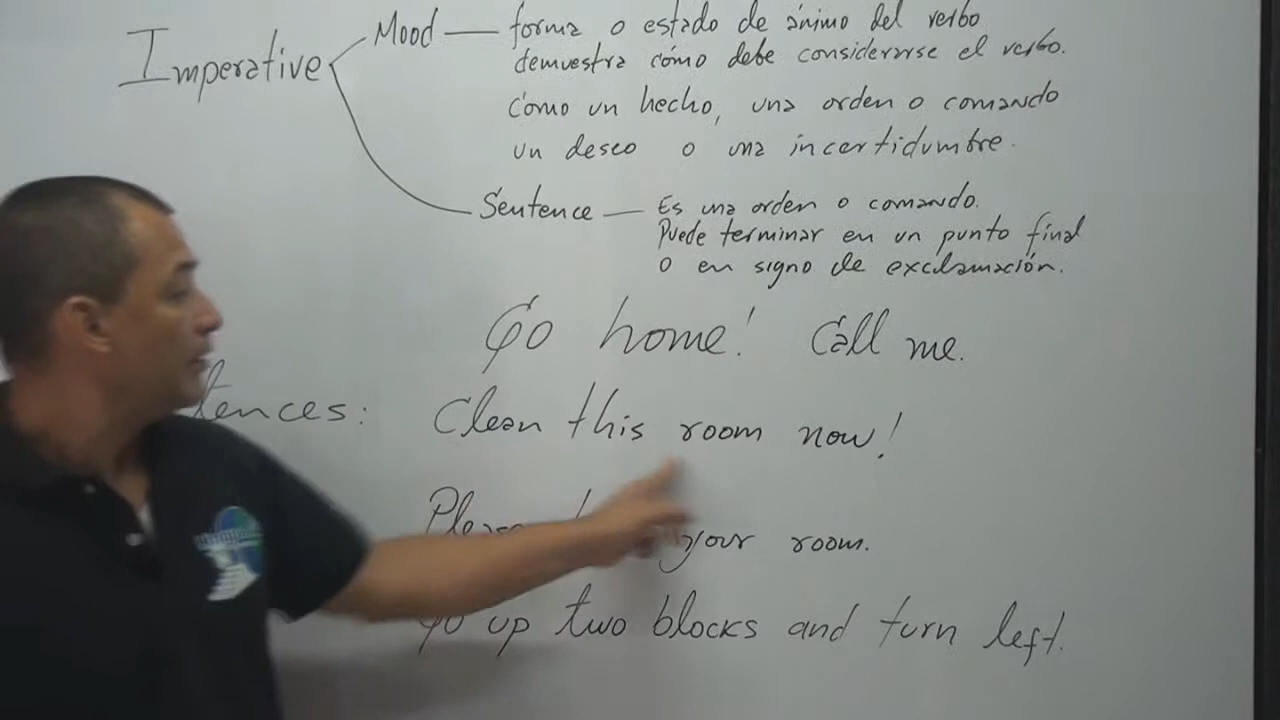 Imperative
Mood — forma o estado de ánimo del verbo
demuestra cómo debe considerarse el verbo.
Como un hecho, una orden o comando
un deseo o una incertidumbre.
Sentence — Es una orden o comando.
Puede terminar en un punto final
o en signo de exclamación.
Go home! Call me.
tences: Clean this room now!
your room.
Go up two blocks and turn left.